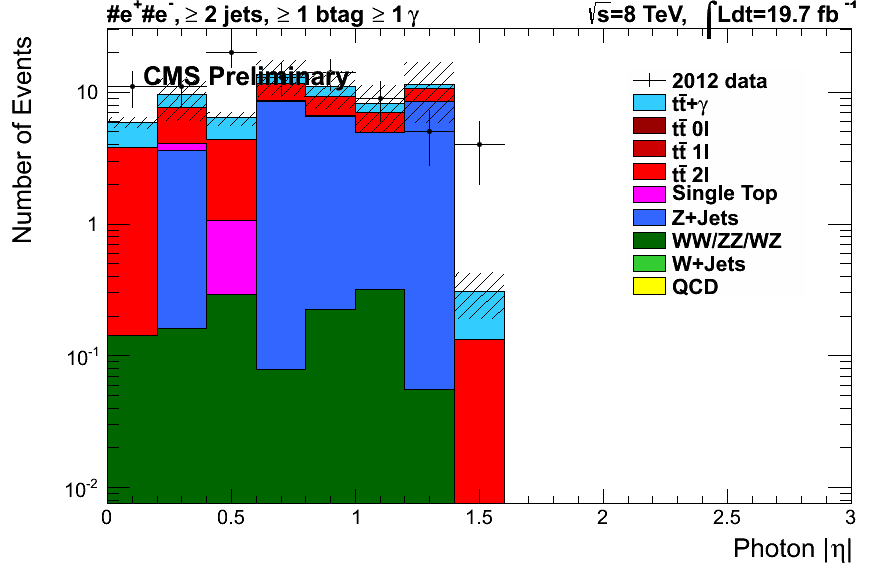 #e⁺#e⁻, ≥ 2 jets, ≥ 1 btag ≥ 1 γ
√s=8 TeV, ∫Ldt=19.7 fb⁻¹
CMS Preliminary
2012 data
tt̄+γ
tt̄ 0l
tt̄ 1l
tt̄ 2l
Single Top
Z+Jets
WW/ZZ/WZ
W+Jets
QCD
Number of Events
10
1
10⁻¹
10⁻²
0 0.5 1 1.5 2 2.5 3
Photon |η|